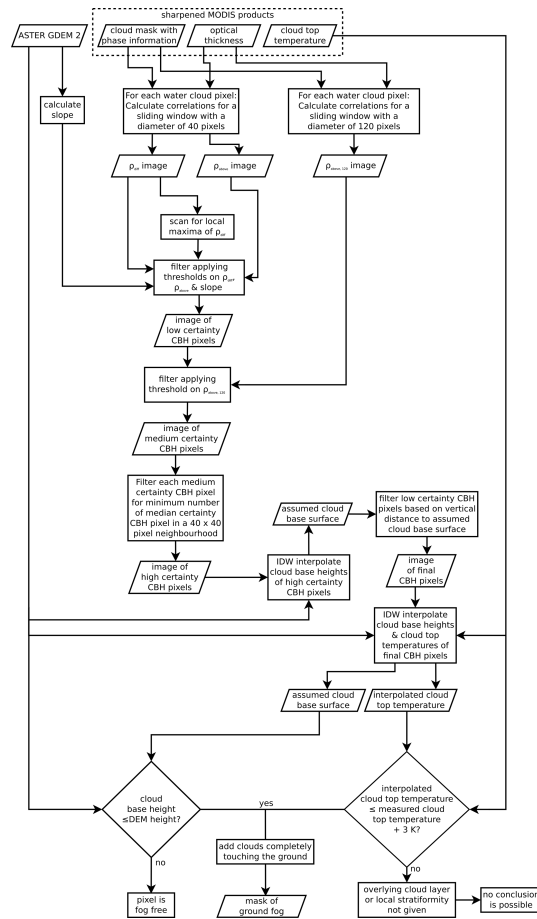 sharpened MODIS products
ASTER GDEM 2
cloud mask with
phase information
optical
thickness
cloud top
temperature
calculate
slope
For each water cloud pixel:
Calculate correlations for a
sliding window with a
diameter of 40 pixels
For each water cloud pixel:
Calculate correlations for a
sliding window with a
diameter of 120 pixels
ρdiff image
ρabove image
ρabove, 120 image
scan for local
maxima of ρdiff
filter applying
thresholds on ρdiff,
ρabove & slope
image of
low certainty
CBH pixels
filter applying
threshold on ρabove, 120
image of
medium certainty
CBH pixels
Filter each medium
certainty CBH pixel
for minimum number
of median certainty
CBH pixel in a 40 x 40
pixel neighbourhood
assumed cloud
base surface
filter low certainty CBH
pixels based on vertical
distance to assumed
cloud base surface
image of
high certainty
CBH pixels
IDW interpolate
cloud base heights
of high certainty
CBH pixels
image
of final
CBH pixels
IDW interpolate
cloud base heights
& cloud top
temperatures of
final CBH pixels
assumed cloud
base surface
interpolated cloud
top temperature
cloud
base height
≤DEM height?
yes
interpolated
cloud top temperature
≤ measured cloud
top temperature
+ 3 K?
add clouds completely
touching the ground
no
no
pixel is
fog free
mask of
ground fog
overlying cloud layer
or local stratiformity
not given
no conclusion
is possible